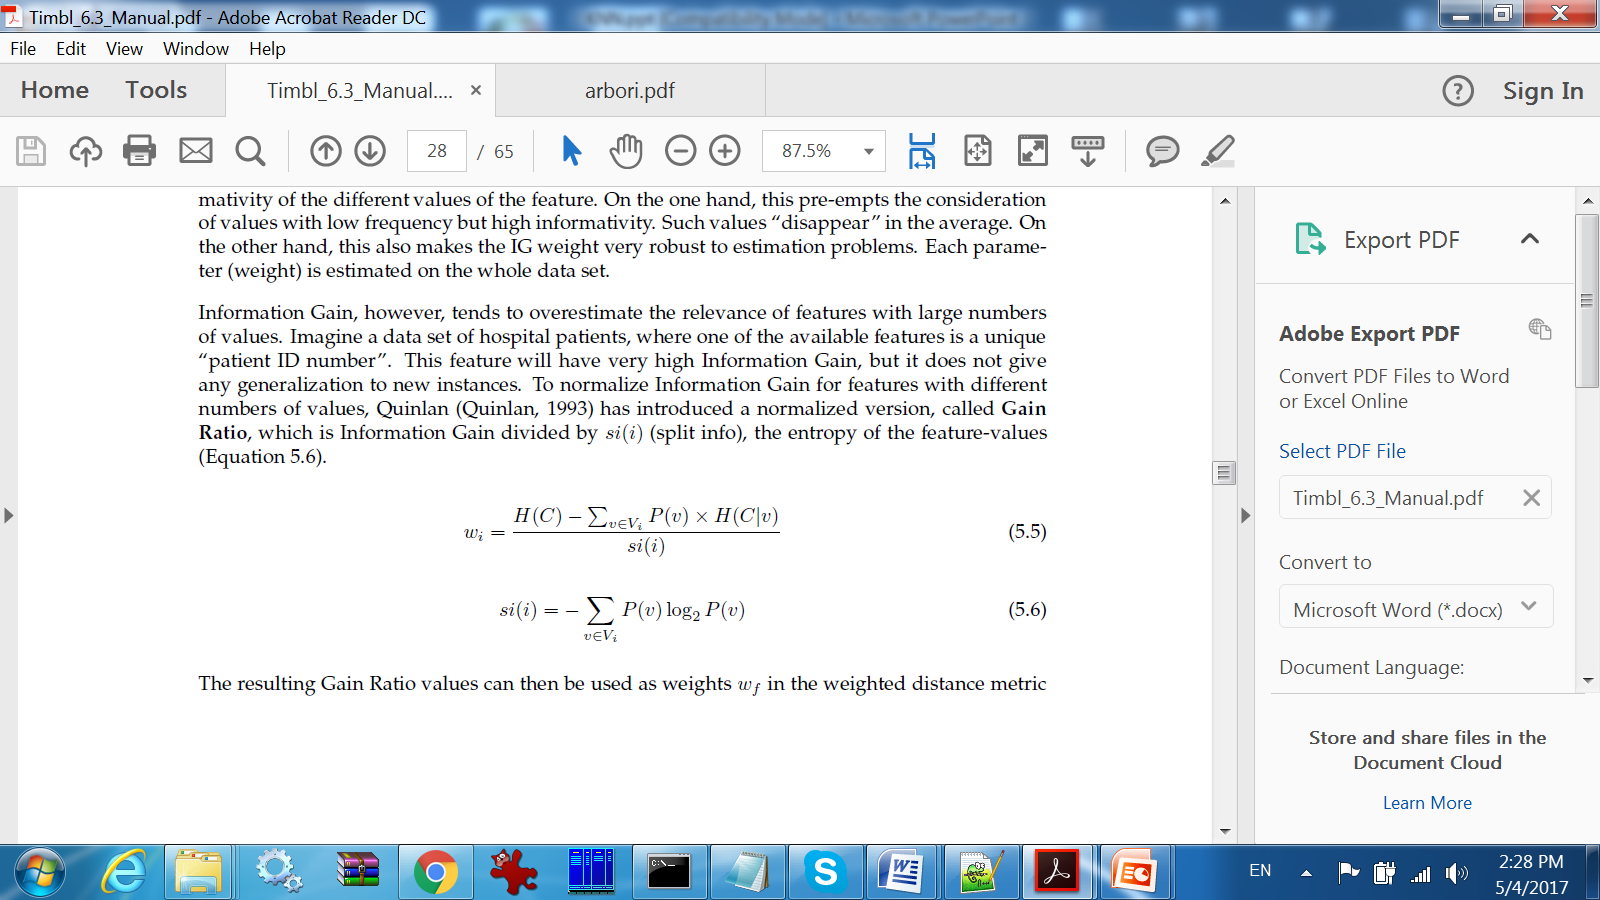 Timbl_6.3_Manual.pdf - Adobe Acrobat Reader DC
File Edit View Window Help
Home Tools Timbl_6.3_Manual.... × arbori.pdf ? Sign In
28 / 65 87.5%
mativity of the different values of the feature. On the one hand, this pre-empts the consideration
of values with low frequency but high informativity. Such values “disappear” in the average. On
the other hand, this also makes the IG weight very robust to estimation problems. Each parame-
ter (weight) is estimated on the whole data set.
Information Gain, however, tends to overestimate the relevance of features with large numbers
of values. Imagine a data set of hospital patients, where one of the available features is a unique
“patient ID number”. This feature will have very high Information Gain, but it does not give
any generalization to new instances. To normalize Information Gain for features with different
numbers of values, Quinlan (Quinlan, 1993) has introduced a normalized version, called Gain
Ratio, which is Information Gain divided by si(i) (split info), the entropy of the feature-values
(Equation 5.6).
w_i = \frac{H(C) − ∑_{v∈V_i} P(v) × H(C|v)}{si(i)} (5.5)
si(i) = − ∑_{v∈V_i} P(v) log_2 P(v) (5.6)
The resulting Gain Ratio values can then be used as weights w_f in the weighted distance metric
Export PDF
Adobe Export PDF
Convert PDF Files to Word
or Excel Online
Select PDF File
Timbl_6.3_Manual.pdf
Convert to
Microsoft Word (*.docx)
Document Language:
Store and share files in the
Document Cloud
Learn More
EN
2:28 PM
5/4/2017